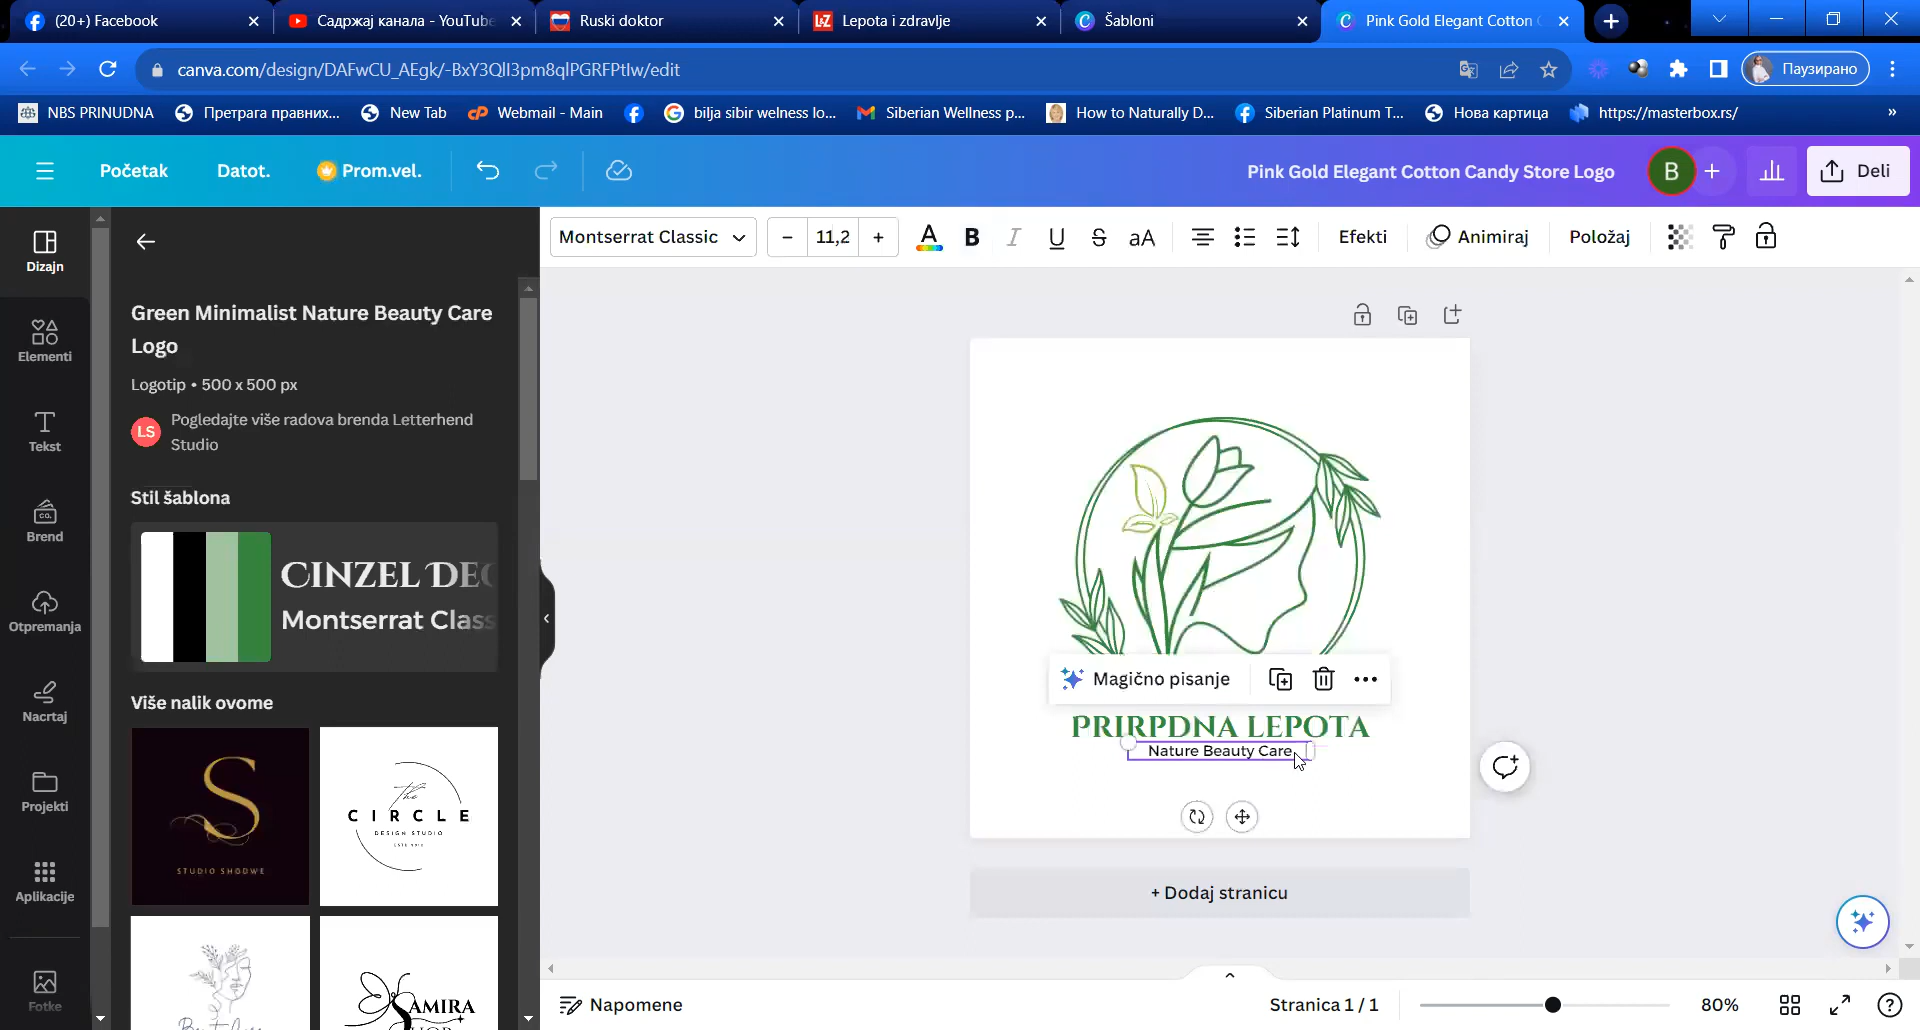 (20+) Facebook
Садржај канала - YouTube
Ruski doktor
Lepota i zdravlje
Šabloni
Pink Gold Elegant Cotton
canva.com/design/DAFwCU_AEgk/-BxY3QlI3pm8qlPGRFPtIw/edit
Паузирано
NBS PRINUDNA
Претрага правних...
New Tab
Webmail - Main
bilja sibir welness lo...
Siberian Wellness p...
How to Naturally D...
Siberian Platinum T...
Нова картица
https://masterbox.rs/
»
Početak
Datot.
Prom.vel.
Pink Gold Elegant Cotton Candy Store Logo
B
Deli
Montserrat Classic
11,2
B
I
U
S
aA
Efekti
Animiraj
Položaj
Dizajn
Elementi
Tekst
Brend
Otpremanja
Nacrtaj
Projekti
Aplikacije
Fotke
Green Minimalist Nature Beauty Care
Logo
Logotip • 500 x 500 px
LS
Pogledajte više radova brenda Letterhend
Studio
Stil šablona
CINZEL DEC
Montserrat Class
Više nalik ovome
S
STUDIO SHODWE
the
CIRCLE
DESIGN STUDIO
SAMIRA
Magično pisanje
PRIRPDNA LEPOTA
Nature Beauty Care
+ Dodaj stranicu
Napomene
Stranica 1 / 1
80%